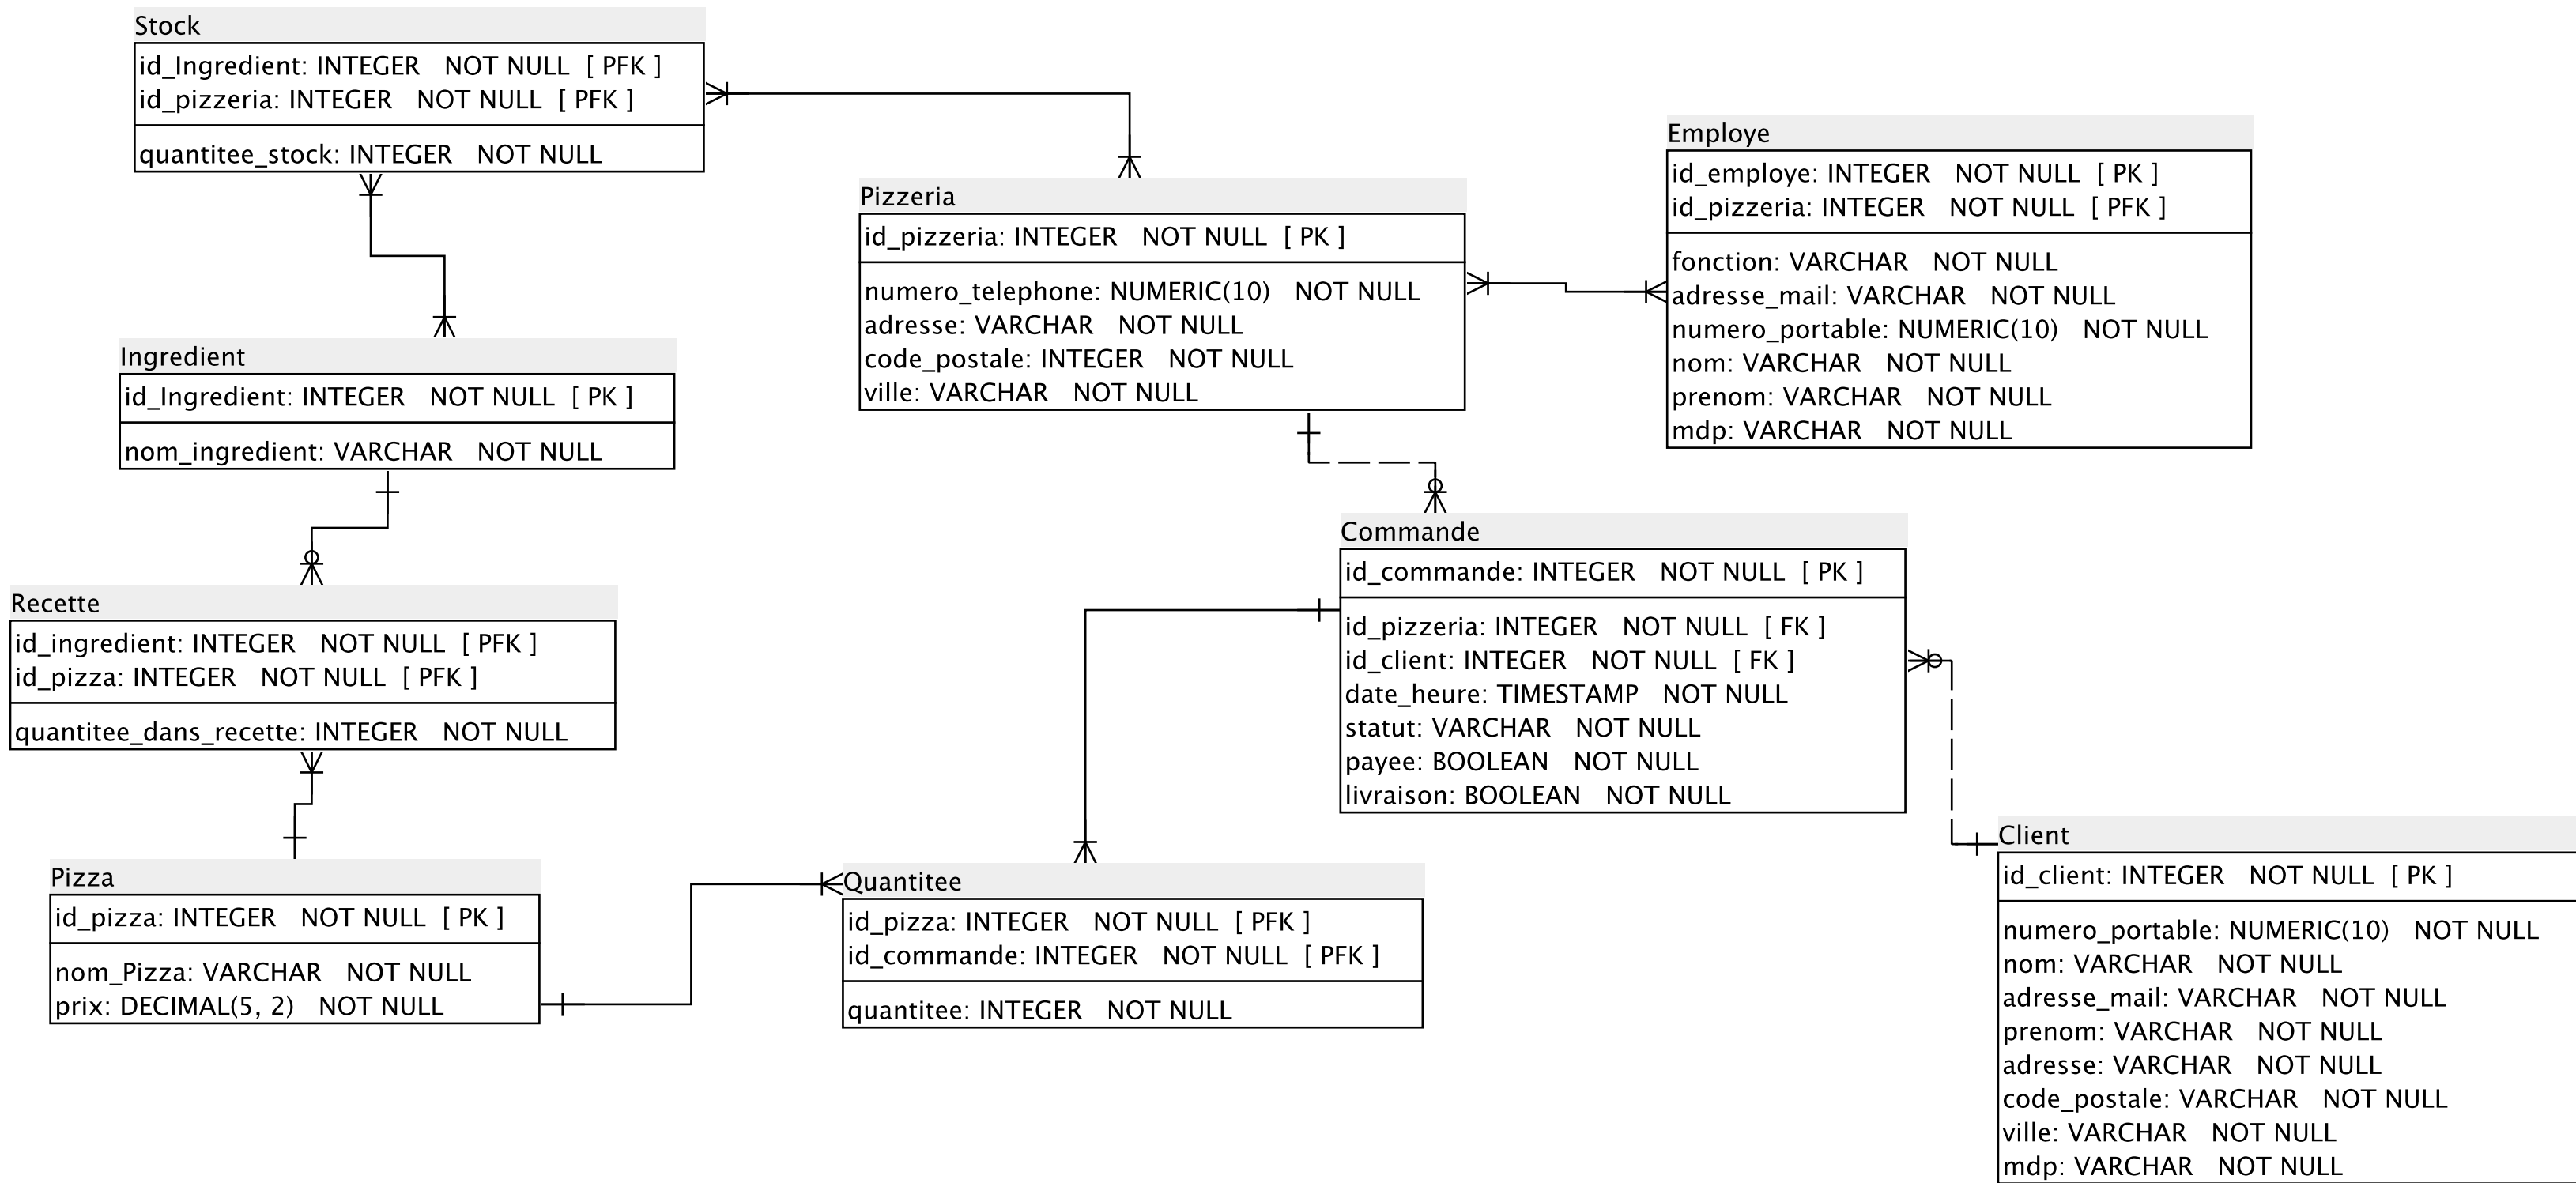 Stock
id_Ingredient: INTEGER NOT NULL [ PFK ]
id_pizzeria: INTEGER NOT NULL [ PFK ]
quantitee_stock: INTEGER NOT NULL
Pizzeria
id_pizzeria: INTEGER NOT NULL [ PK ]
numero_telephone: NUMERIC(10) NOT NULL
adresse: VARCHAR NOT NULL
code_postale: INTEGER NOT NULL
ville: VARCHAR NOT NULL
Employe
id_employe: INTEGER NOT NULL [ PK ]
id_pizzeria: INTEGER NOT NULL [ PFK ]
fonction: VARCHAR NOT NULL
adresse_mail: VARCHAR NOT NULL
numero_portable: NUMERIC(10) NOT NULL
nom: VARCHAR NOT NULL
prenom: VARCHAR NOT NULL
mdp: VARCHAR NOT NULL
Ingredient
id_Ingredient: INTEGER NOT NULL [ PK ]
nom_ingredient: VARCHAR NOT NULL
Recette
id_ingredient: INTEGER NOT NULL [ PFK ]
id_pizza: INTEGER NOT NULL [ PFK ]
quantitee_dans_recette: INTEGER NOT NULL
Commande
id_commande: INTEGER NOT NULL [ PK ]
id_pizzeria: INTEGER NOT NULL [ FK ]
id_client: INTEGER NOT NULL [ FK ]
date_heure: TIMESTAMP NOT NULL
statut: VARCHAR NOT NULL
payee: BOOLEAN NOT NULL
livraison: BOOLEAN NOT NULL
Pizza
id_pizza: INTEGER NOT NULL [ PK ]
nom_Pizza: VARCHAR NOT NULL
prix: DECIMAL(5, 2) NOT NULL
Quantitee
id_pizza: INTEGER NOT NULL [ PFK ]
id_commande: INTEGER NOT NULL [ PFK ]
quantitee: INTEGER NOT NULL
Client
id_client: INTEGER NOT NULL [ PK ]
numero_portable: NUMERIC(10) NOT NULL
nom: VARCHAR NOT NULL
adresse_mail: VARCHAR NOT NULL
prenom: VARCHAR NOT NULL
adresse: VARCHAR NOT NULL
code_postale: VARCHAR NOT NULL
ville: VARCHAR NOT NULL
mdp: VARCHAR NOT NULL